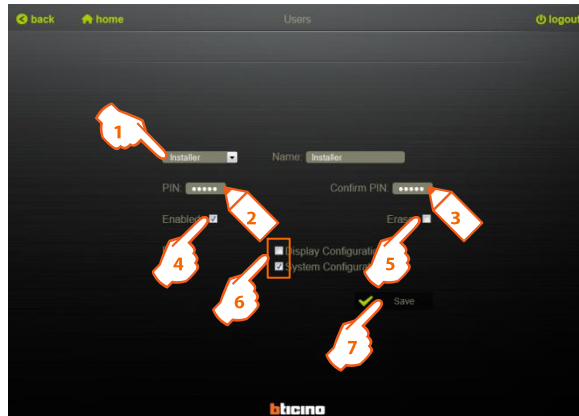 back home Users logout
1
Installer Name: Installer
PIN: ••••• Confirm PIN: •••••
Enabled 2 Erase 3
4 Display Configuration 5
6 System Configuration
Save
7
bticino